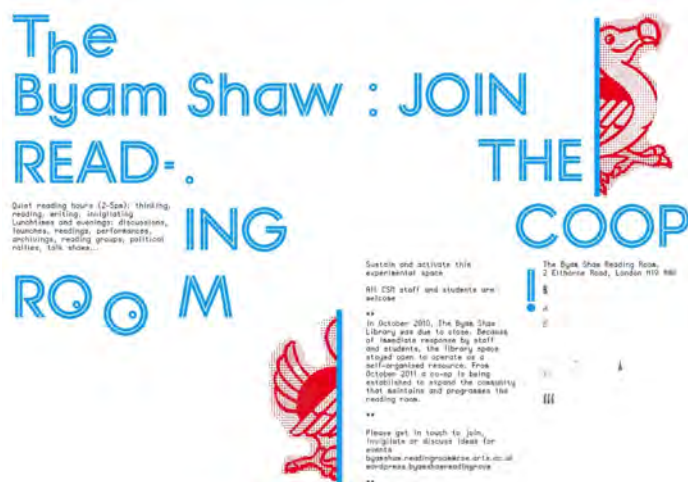 The
Byam Shaw : JOIN
READ=. THE
ING COOP
ROOM !
Quiet reading hours (2-5pm): thinking,
reading, writing, invigilating
Lunchtimes and evenings: discussions,
launches, readings, performances,
archivings, reading groups, political
rallies, talk shows...
Sustain and activate this
experimental space
All CSM staff and students are
welcome
**
In October 2010, The Byam Shaw
Library was due to close. Because
of immediate response by staff
and students, the library space
stayed open to operate as a
self-organised resource. From
October 2011 a co-op is being
established to expand the community
that maintains and programmes the
reading room.
**
Please get in touch to join,
invigilate or discuss ideas for
events
**
The Byam Shaw Reading Room,
2 Elthorne Road, London N19